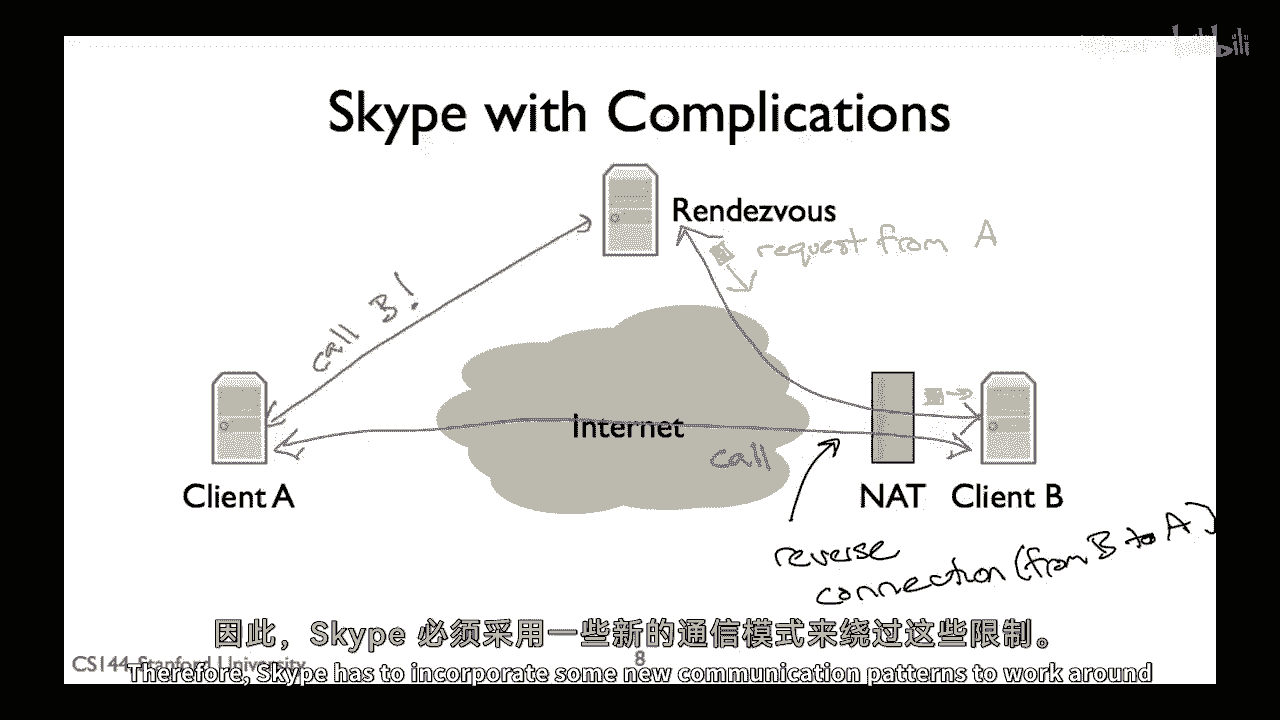 bilibili
Skype with Complications
Rendezvous
request from A
call B!
Internet
call
Client A
NAT
Client B
reverse
connection (from B to A)
因此，Skype 必须采用一些新的通信模式来绕过这些限制。
CS144, Stanford University
8
Therefore, Skype has to incorporate some new communication patterns to work around